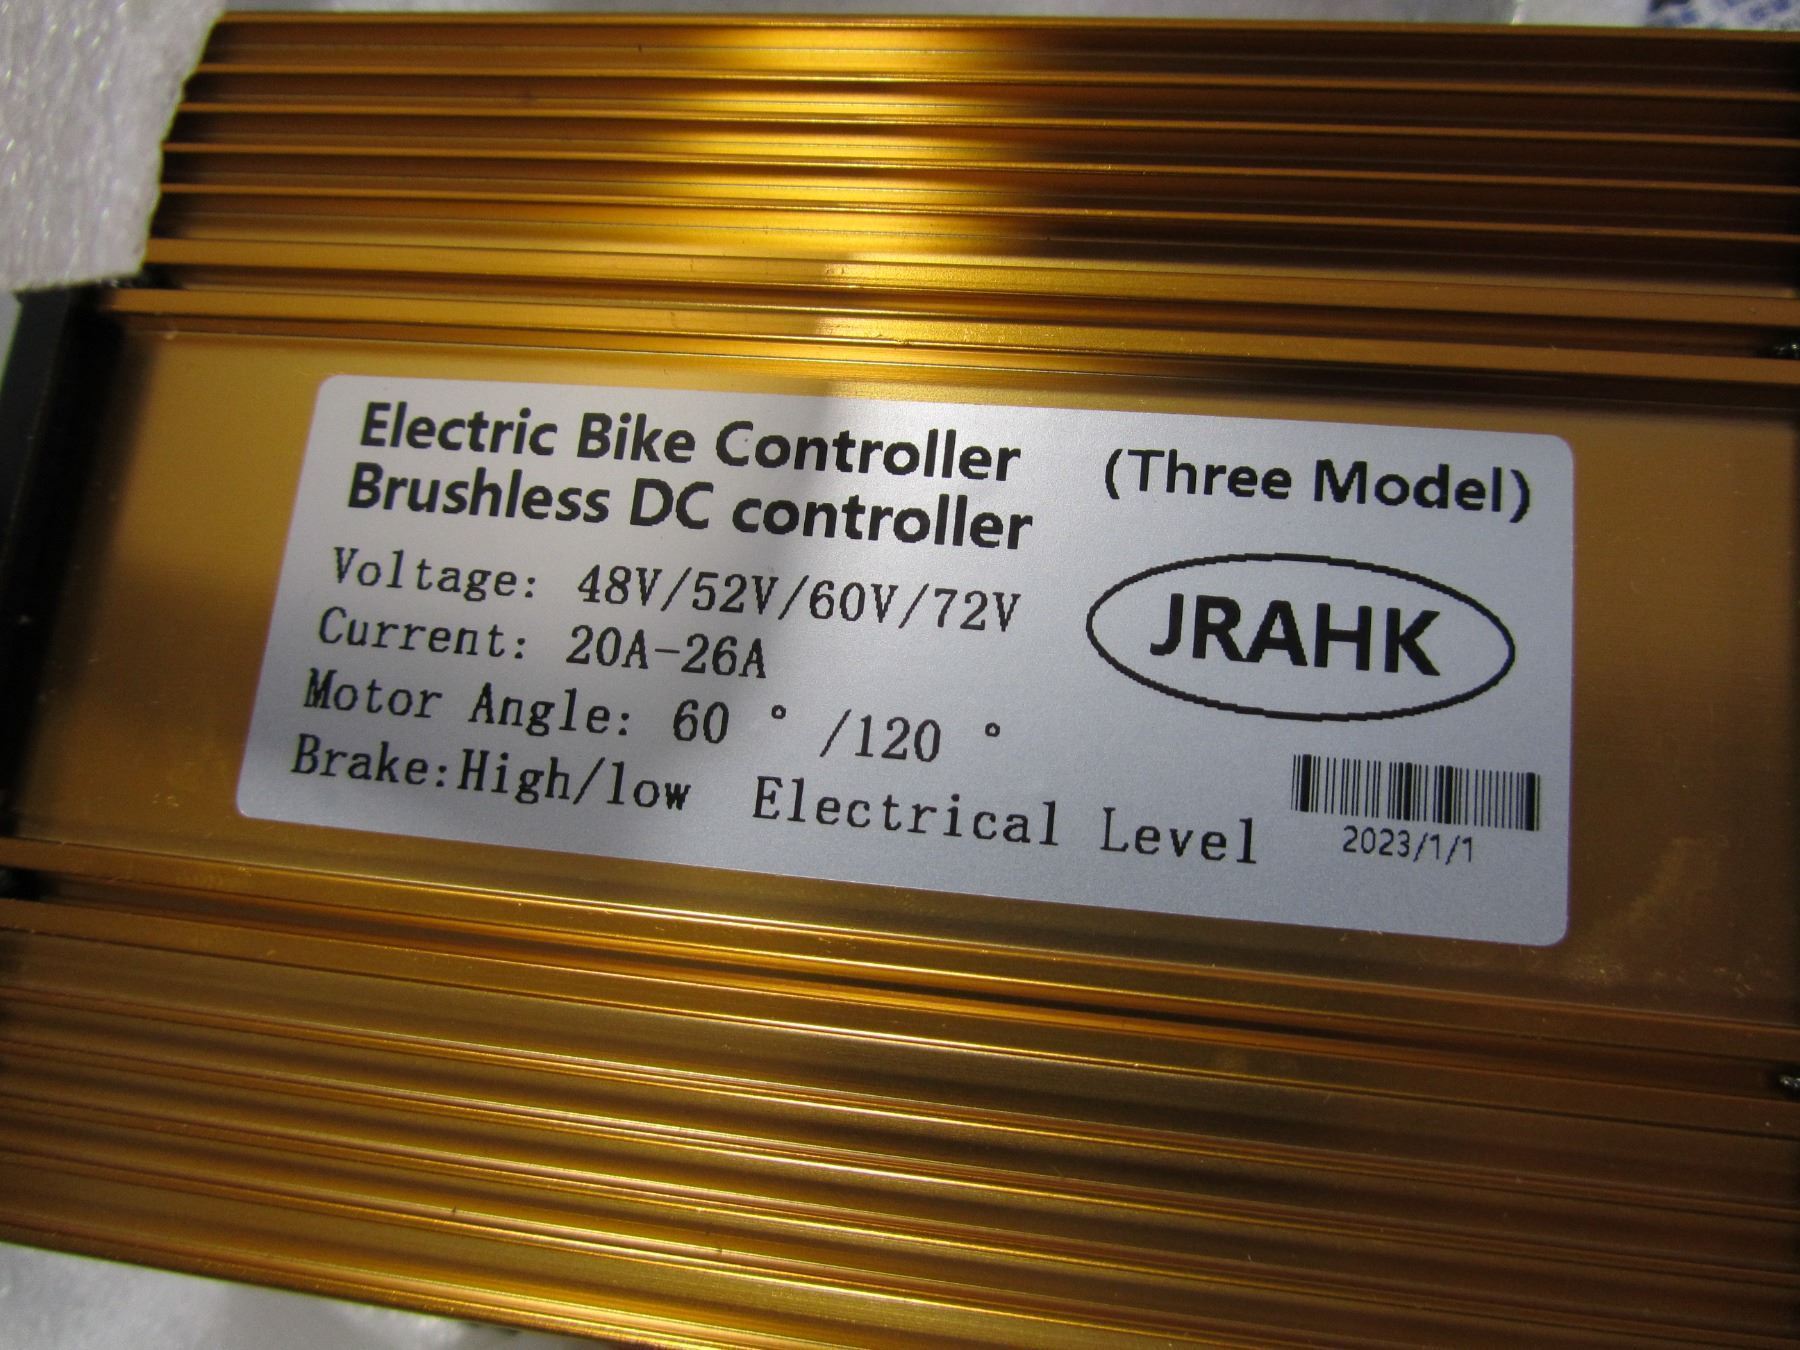 Electric Bike Controller (Three Model)
Brushless DC controller
Voltage: 48V/52V/60V/72V
Current: 20A-26A
JRAHK
Motor Angle: 60 ° /120 °
Brake:High/low Electrical Level
2023/1/1